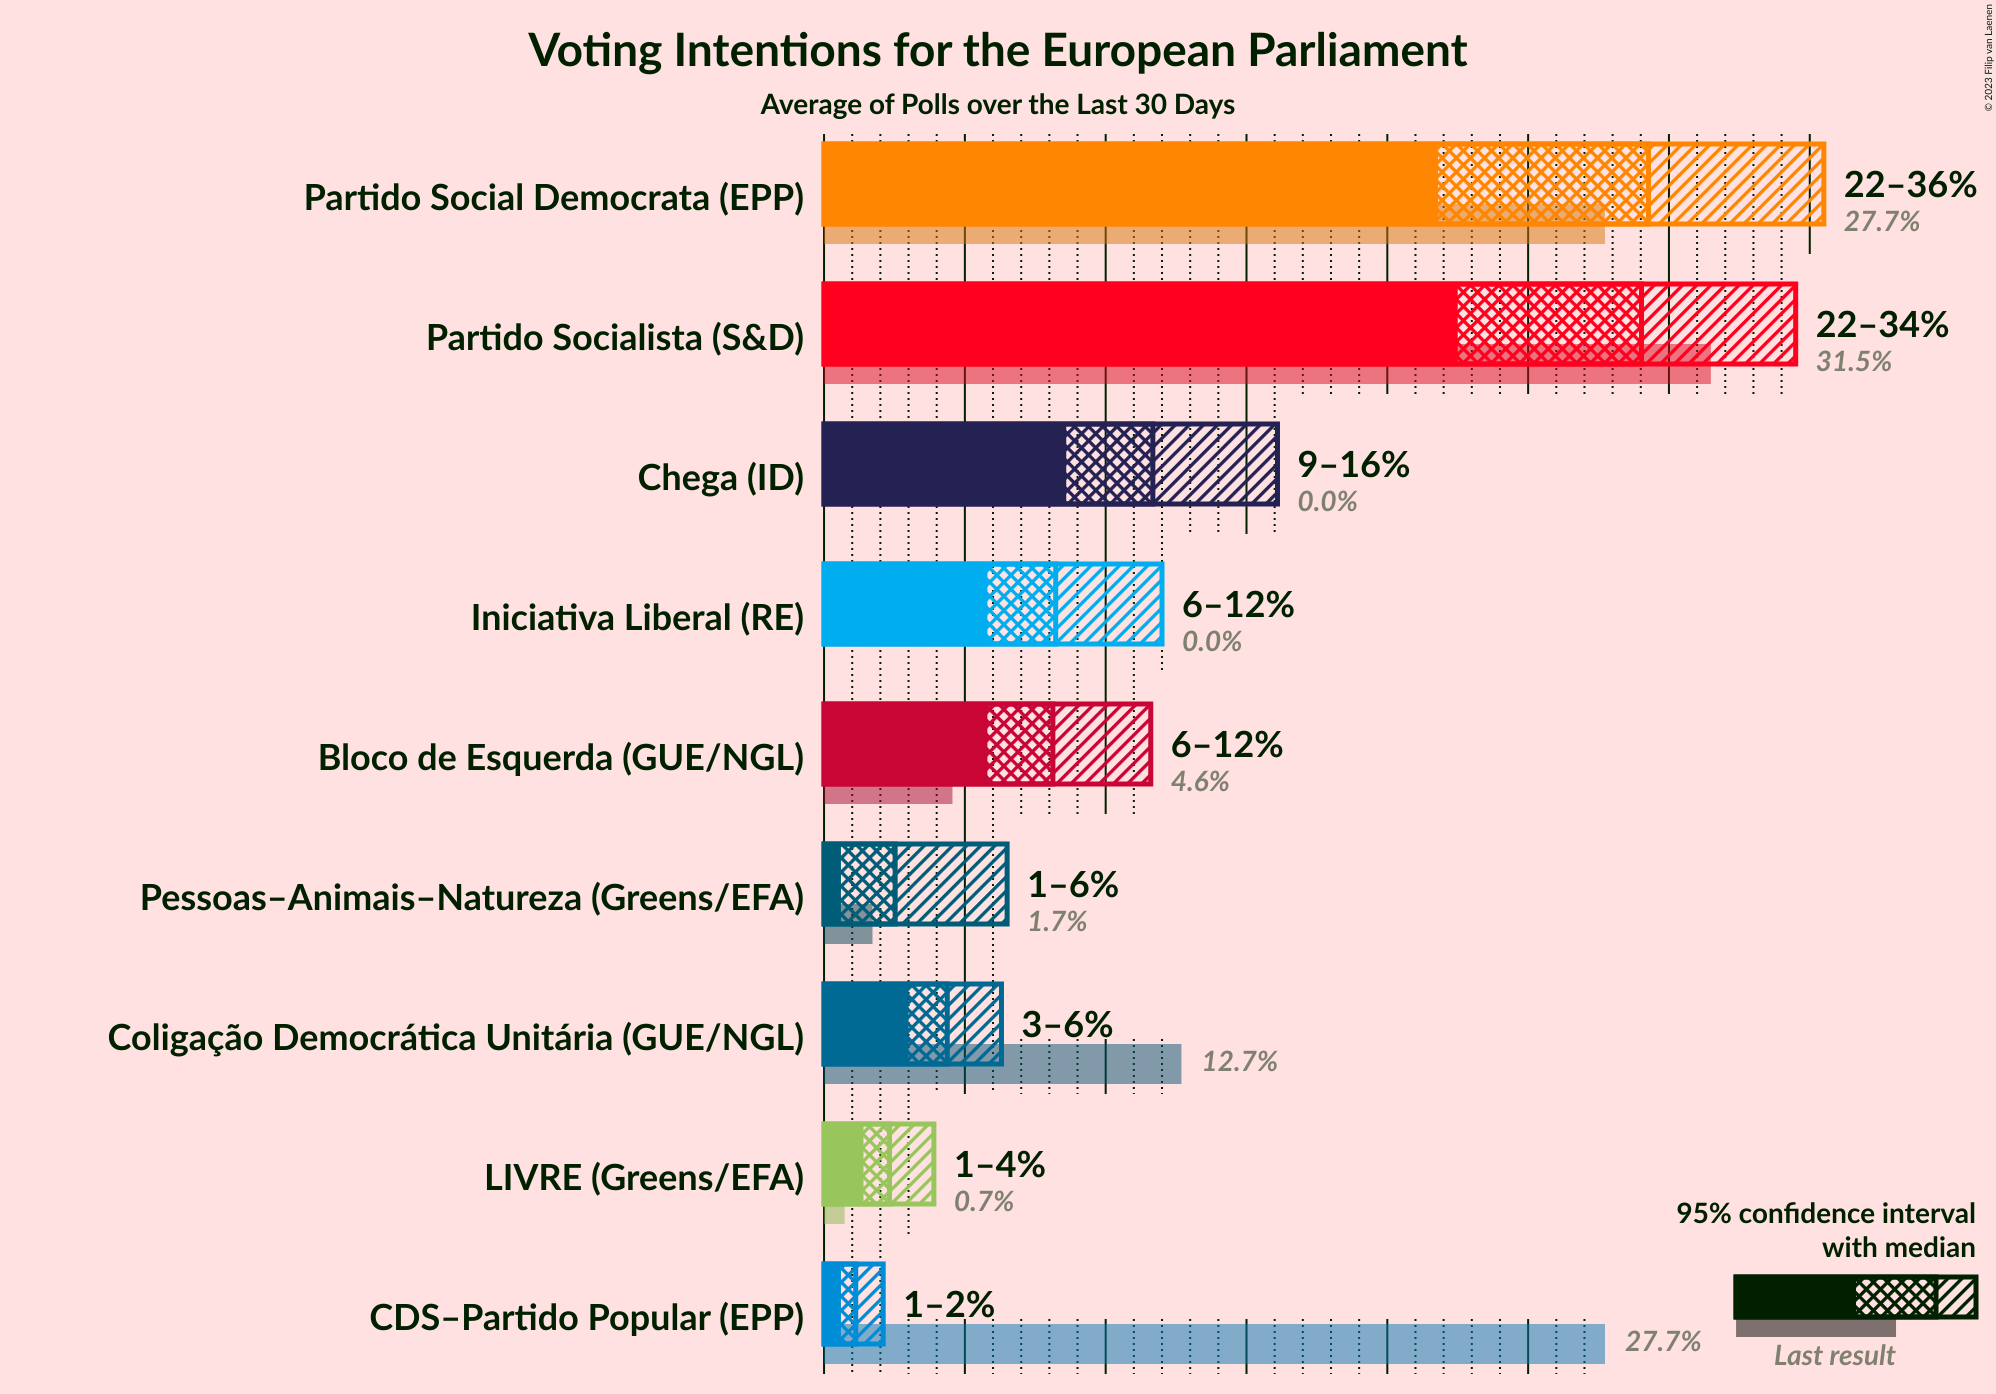 © 2023 Filip van Laenen
Voting Intentions for the European Parliament
Average of Polls over the Last 30 Days
Partido Social Democrata (EPP)
22–36%
27.7%
Partido Socialista (S&D)
22–34%
31.5%
Chega (ID)
9–16%
0.0%
Iniciativa Liberal (RE)
6–12%
0.0%
Bloco de Esquerda (GUE/NGL)
6–12%
4.6%
Pessoas–Animais–Natureza (Greens/EFA)
1–6%
1.7%
Coligação Democrática Unitária (GUE/NGL)
3–6%
12.7%
LIVRE (Greens/EFA)
1–4%
0.7%
CDS–Partido Popular (EPP)
1–2%
27.7%
95% confidence interval
with median
Last result